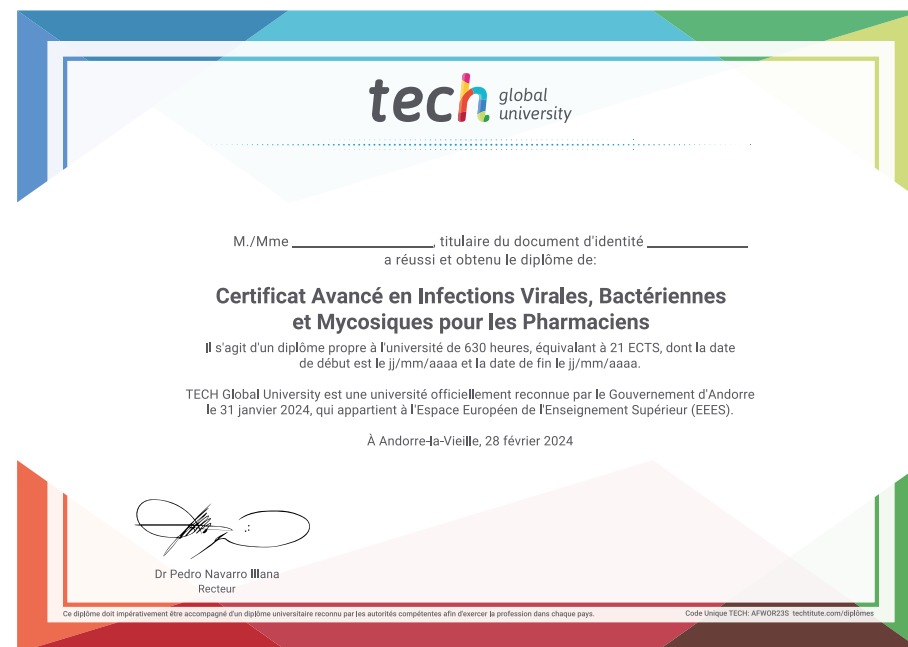 tech global university
M./Mme ____________________, titulaire du document d'identité ______________
a réussi et obtenu le diplôme de:
Certificat Avancé en Infections Virales, Bactériennes
et Mycosiques pour les Pharmaciens
Il s'agit d'un diplôme propre à l'université de 630 heures, équivalant à 21 ECTS, dont la date
de début est le jj/mm/aaaa et la date de fin le jj/mm/aaaa.
TECH Global University est une université officiellement reconnue par le Gouvernement d'Andorre
le 31 janvier 2024, qui appartient à l'Espace Européen de l'Enseignement Supérieur (EEES).
À Andorre-la-Vieille, 28 février 2024
Dr Pedro Navarro Illana
Recteur
Ce diplôme doit impérativement être accompagné d'un diplôme universitaire reconnu par les autorités compétentes afin d'exercer la profession dans chaque pays.
Code Unique TECH: AFWOR23S techtitute.com/diplômes